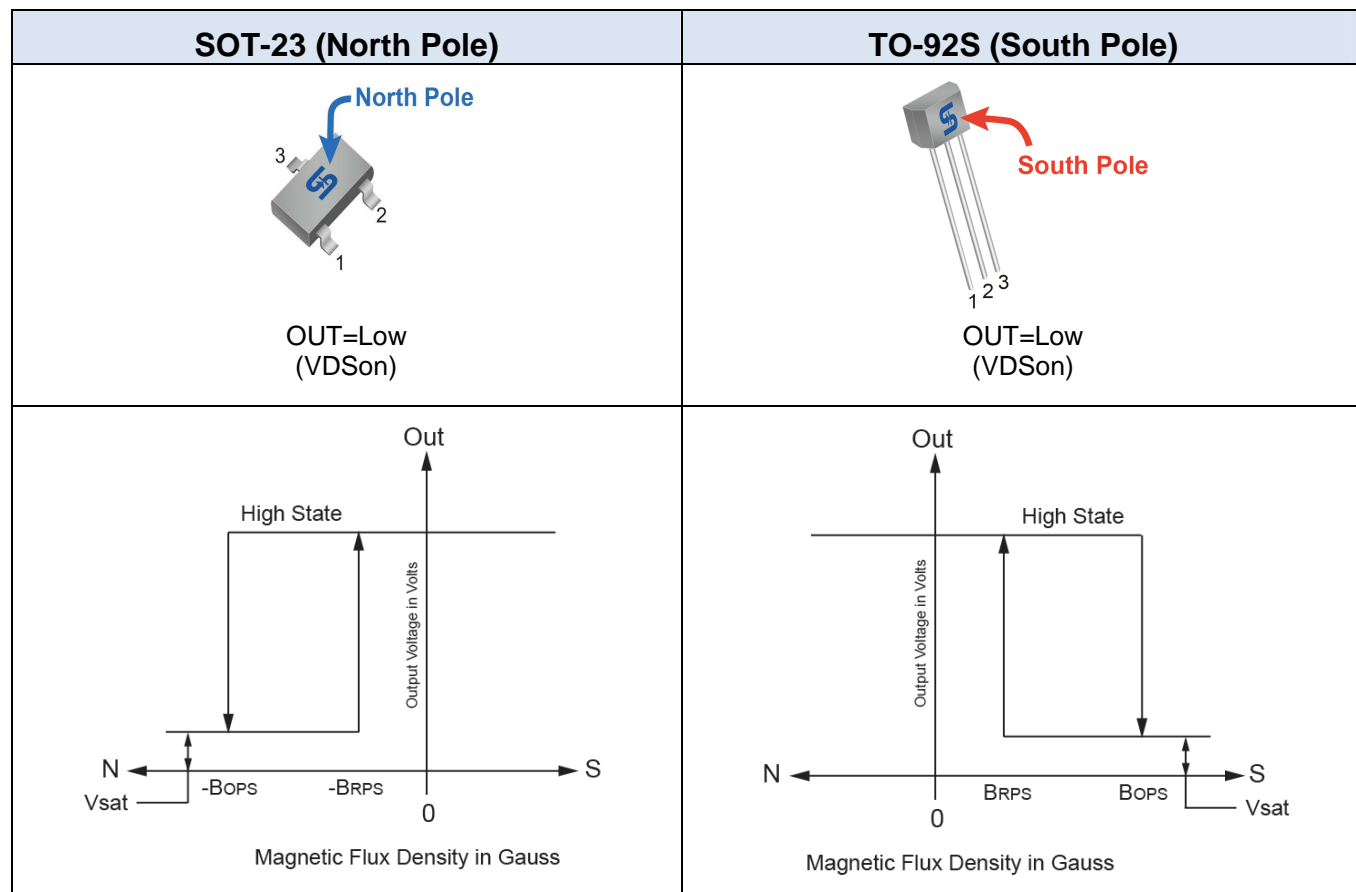 SOT-23 (North Pole)
TO-92S (South Pole)
North Pole
3
2
1
OUT=Low
(VDSon)
South Pole
1
2
3
OUT=Low
(VDSon)
Out
High State
Output Voltage in Volts
N
S
-BOPS
-BRPS
Vsat
0
Magnetic Flux Density in Gauss
Out
High State
Output Voltage in Volts
N
S
BRPS
BOPS
Vsat
0
Magnetic Flux Density in Gauss